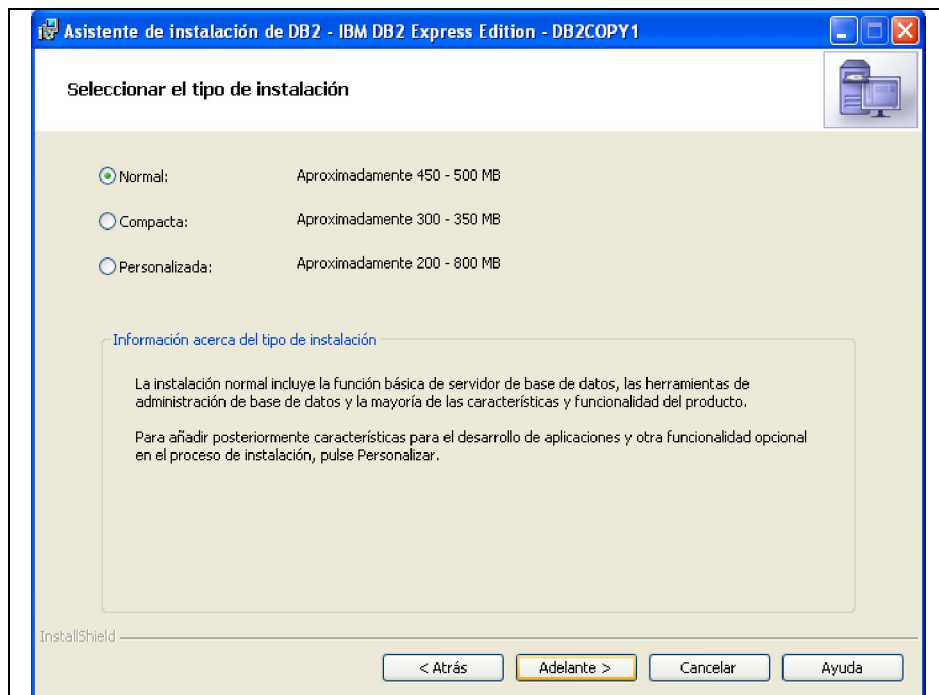 Asistente de instalación de DB2 - IBM DB2 Express Edition - DB2COPY1
Seleccionar el tipo de instalación
Normal: Aproximadamente 450 - 500 MB
Compacta: Aproximadamente 300 - 350 MB
Personalizada: Aproximadamente 200 - 800 MB
Información acerca del tipo de instalación
La instalación normal incluye la función básica de servidor de base de datos, las herramientas de
administración de base de datos y la mayoría de las características y funcionalidad del producto.
Para añadir posteriormente características para el desarrollo de aplicaciones y otra funcionalidad opcional
en el proceso de instalación, pulse Personalizar.
InstallShield
< Atrás Adelante > Cancelar Ayuda